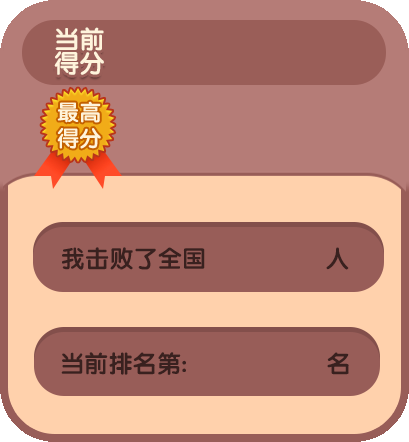 当前
得分
最高
得分
我击败了全国 人
当前排名第: 名